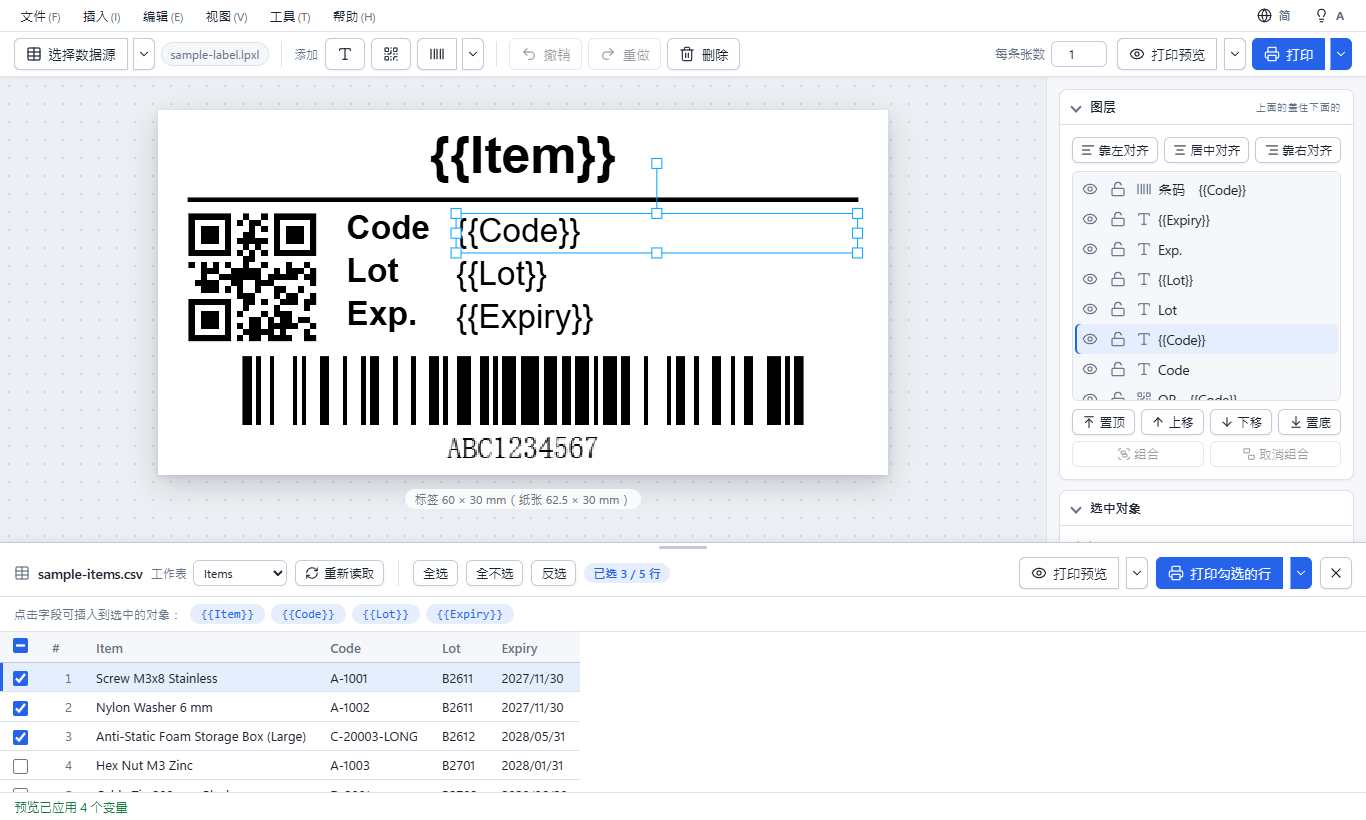 文件(F) 插入(I) 编辑(E) 视图(V) 工具(T) 帮助(H) 简 A
选择数据源 sample-label.lpxl 添加 T 撤销 重做 删除 每条张数 1 打印预览 打印
{{Item}}
Code {{Code}}
Lot {{Lot}}
Exp. {{Expiry}}
ABC1234567
标签 60 × 30 mm ( 纸张 62.5 × 30 mm )
图层 上面的盖住下面的
靠左对齐 居中对齐 靠右对齐
条码 {{Code}}
T {{Expiry}}
T Exp.
T {{Lot}}
T Lot
T {{Code}}
T Code
QR {{Code}}
置顶 上移 下移 置底
组合 取消组合
选中对象
sample-items.csv 工作表 Items 重新读取 全选 全不选 反选 已选 3 / 5 行 打印预览 打印勾选的行
点击字段可插入到选中的对象： {{Item}} {{Code}} {{Lot}} {{Expiry}}
# Item Code Lot Expiry
1 Screw M3x8 Stainless A-1001 B2611 2027/11/30
2 Nylon Washer 6 mm A-1002 B2611 2027/11/30
3 Anti-Static Foam Storage Box (Large) C-20003-LONG B2612 2028/05/31
4 Hex Nut M3 Zinc A-1003 B2701 2028/01/31
预览已应用 4 个变量